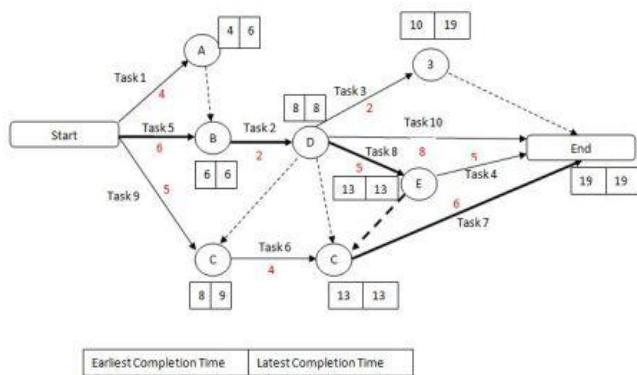 10 19
4 6
A
3
Task 1
4
Task 3
2
8 8
Start
Task 5
6
B
Task 2
2
D
Task 10
End
6 6
Task 8
5
8
5
Task 4
19 19
Task 9
5
13 13
E
6
Task 7
C
Task 6
4
C
8 9
13 13
Earliest Completion Time Latest Completion Time